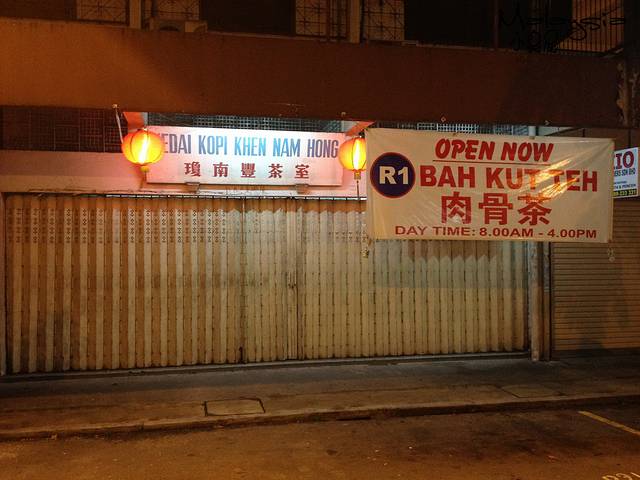 EDAI KOPI KHEN NAM HONG
瓊南豐茶室
OPEN NOW
R1 BAH KUT TEH
肉骨茶
DAY TIME: 8.00AM - 4.00PM
IO